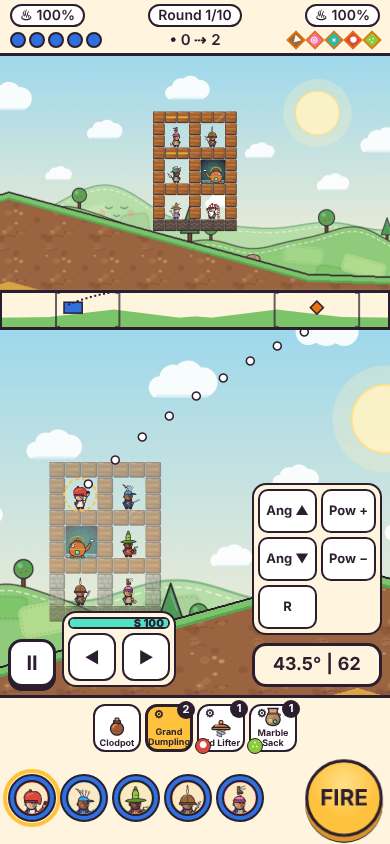 ♨ 100%
Round 1/10
♨ 100%
• 0 ⇢ 2
S 100
Ang ▲
Pow +
Ang ▼
Pow −
R
43.5° | 62
2
1
1
Clodpot
Grand Dumpling
d Lifter
Marble Sack
FIRE